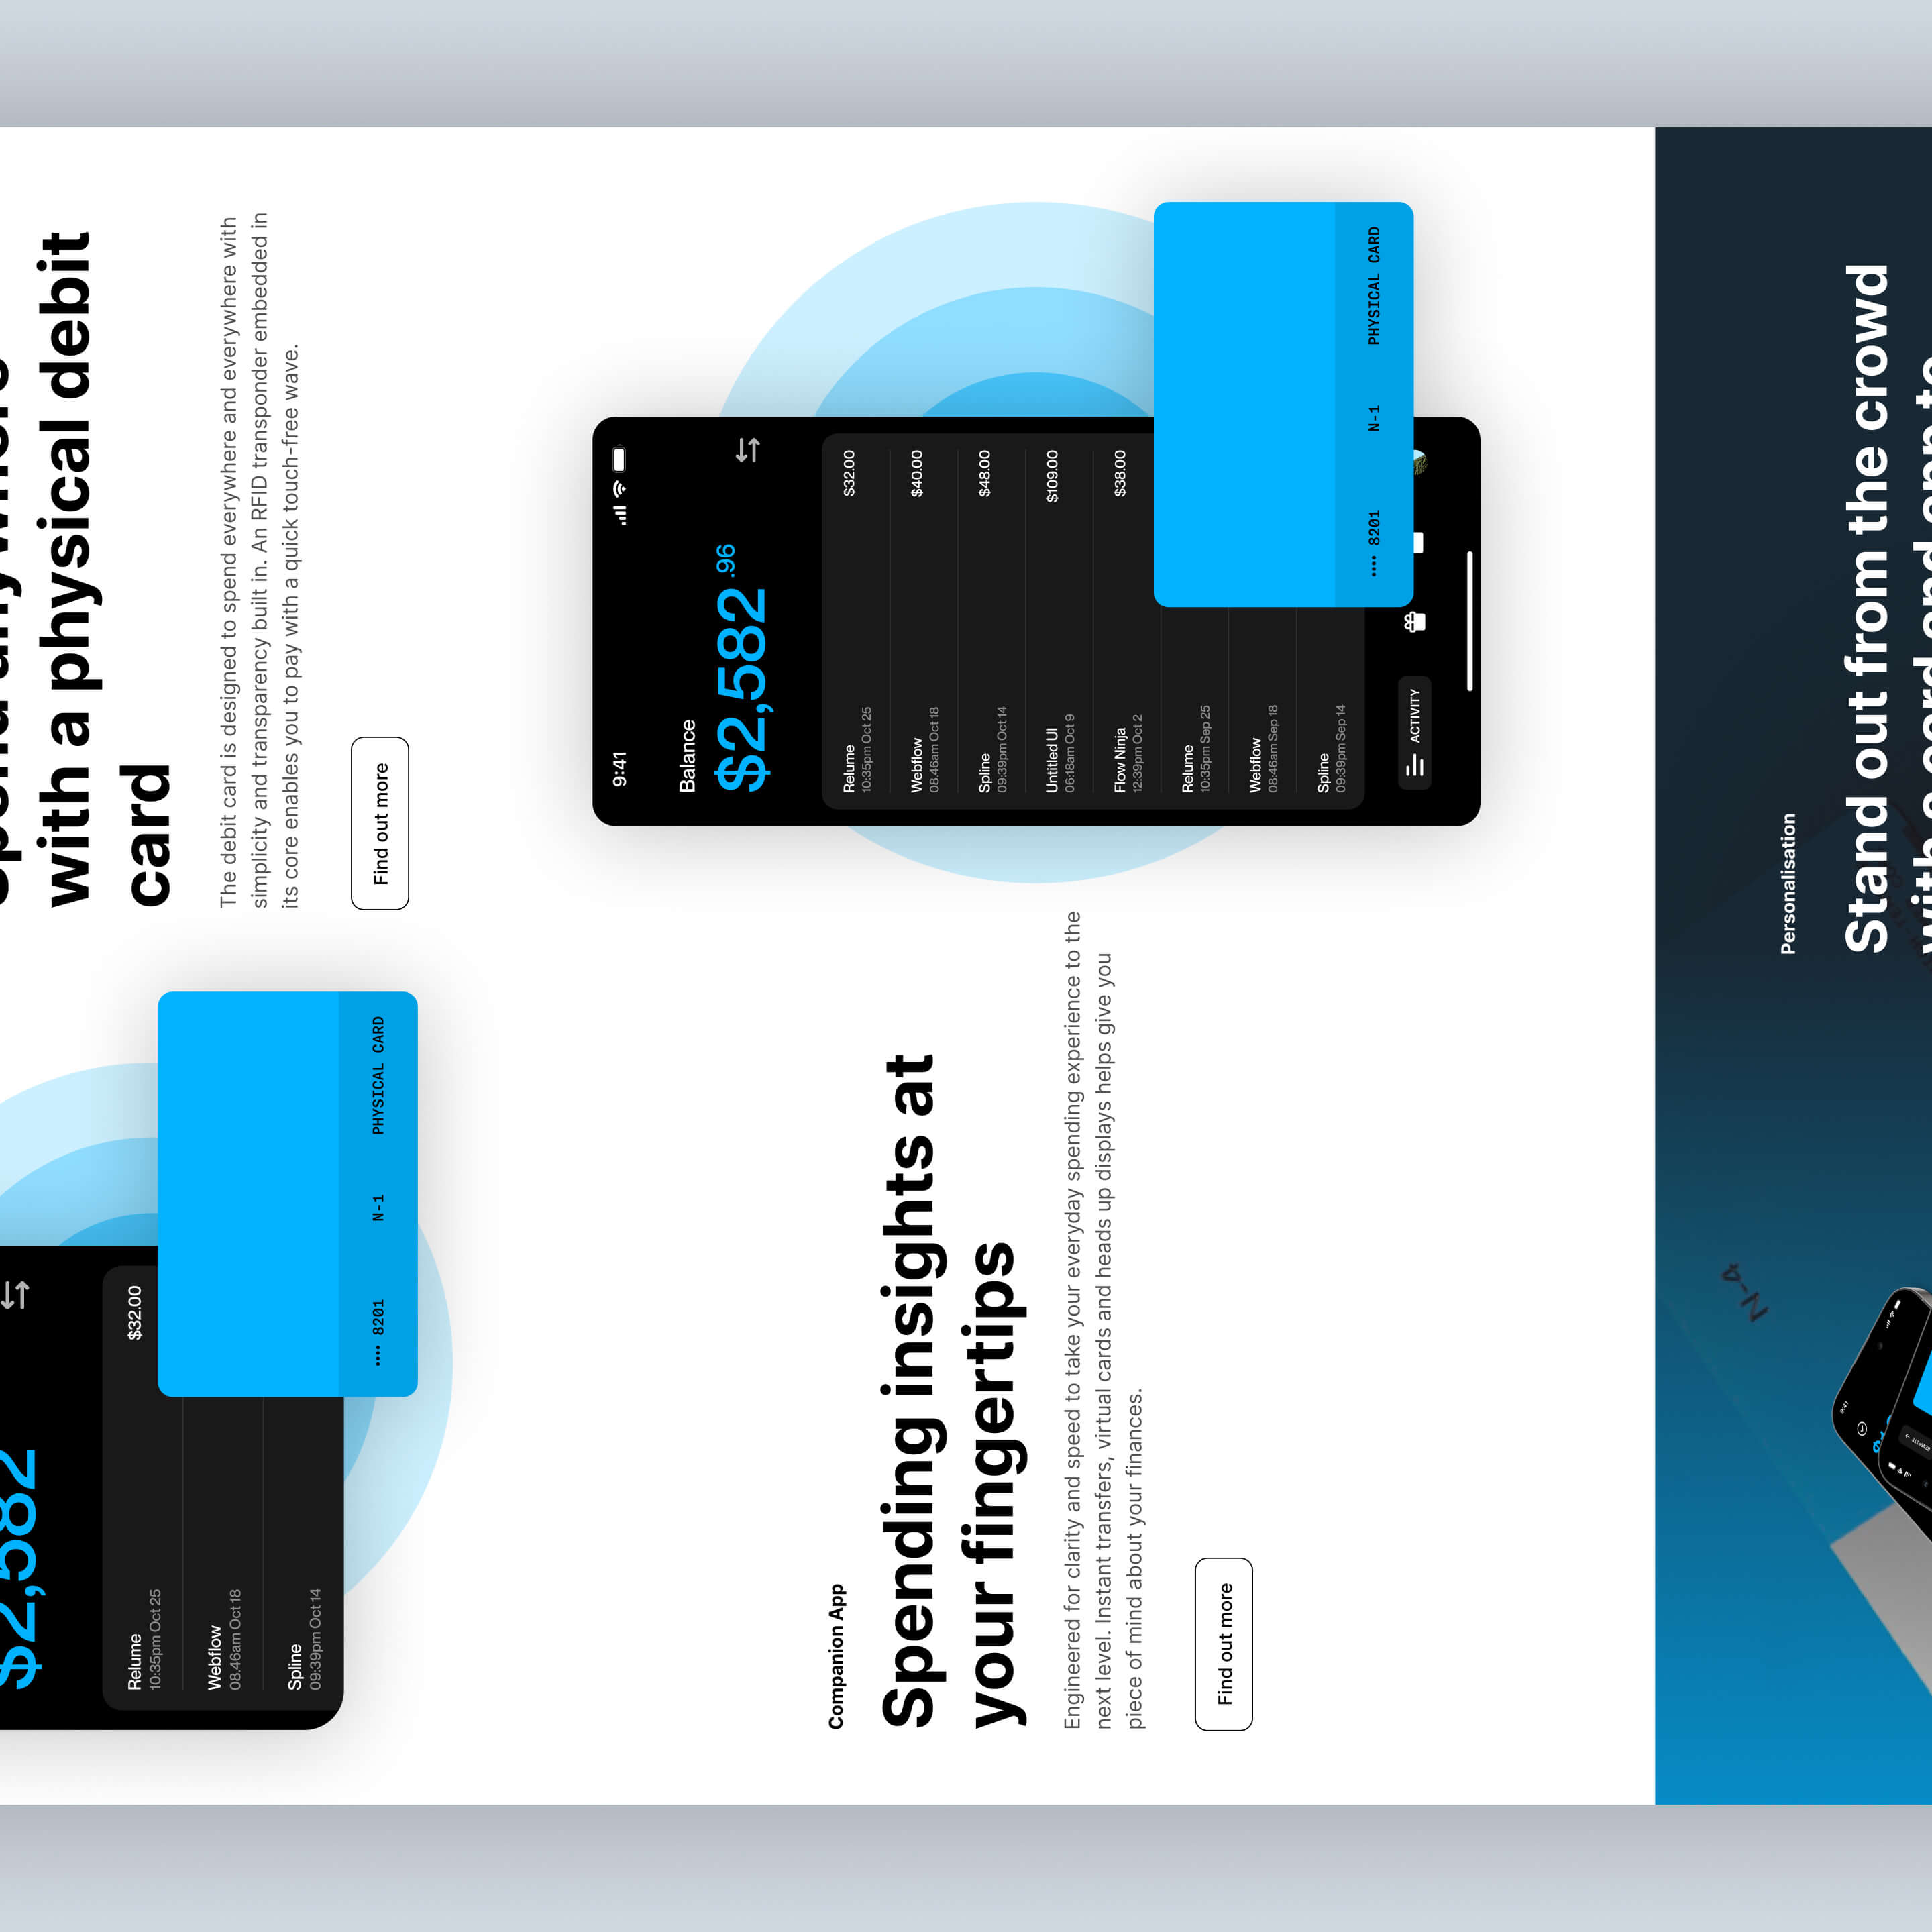 with a physical debit
card
The debit card is designed to spend everywhere and everywhere with
simplicity and transparency built in. An RFID transponder embedded in
its core enables you to pay with a quick touch-free wave.
Find out more
$2,582
Relume
10:35pm Oct 25
$32.00
Webflow
08.46am Oct 18
Spline
09:39pm Oct 14
•••• 8201 N-1 PHYSICAL CARD
Companion App
Spending insights at
your fingertips
Engineered for clarity and speed to take your everyday spending experience to the
next level. Instant transfers, virtual cards and heads up displays helps give you
piece of mind about your finances.
Find out more
9:41
Balance
$2,582.96
Relume
10:35pm Oct 25
$32.00
Webflow
08.46am Oct 18
$40.00
Spline
09:39pm Oct 14
$48.00
Untitled UI
06:18am Oct 9
$109.00
Flow Ninja
12:39pm Oct 2
$38.00
Relume
10:35pm Sep 25
Webflow
08:46am Sep 18
Spline
09:39pm Sep 14
ACTIVITY
•••• 8201 N-1 PHYSICAL CARD
Personalisation
Stand out from the crowd
with a card and app to
N-4
9:41